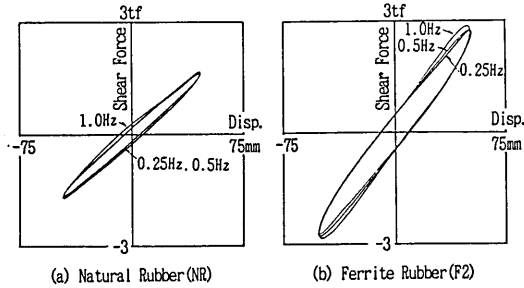 3tf
Shear Force
1.0Hz
Disp.
-75
75mm
0.25Hz. 0.5Hz
-3
(a) Natural Rubber(NR)
3tf
Shear Force
1.0Hz
0.5Hz
0.25Hz
Disp.
-75
75mm
-3
(b) Ferrite Rubber(F2)